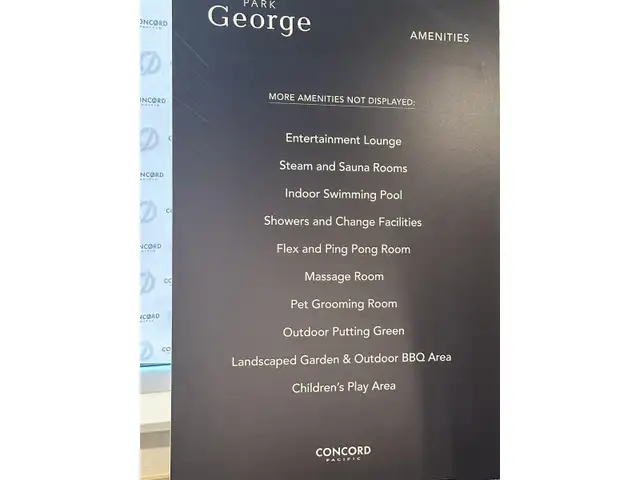 PARK
George
AMENITIES
MORE AMENITIES NOT DISPLAYED:
Entertainment Lounge
Steam and Sauna Rooms
Indoor Swimming Pool
Showers and Change Facilities
Flex and Ping Pong Room
Massage Room
Pet Grooming Room
Outdoor Putting Green
Landscaped Garden & Outdoor BBQ Area
Children's Play Area
CONCORD
PACIFIC